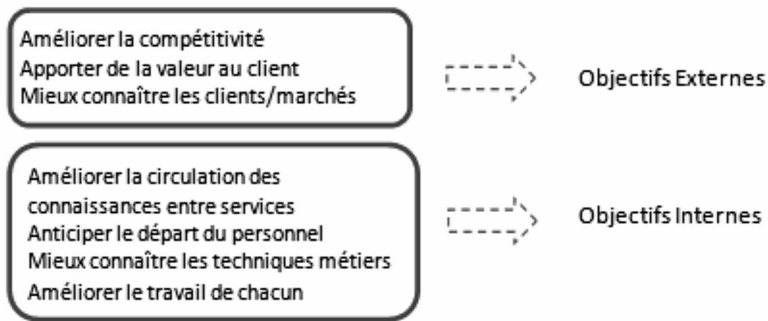 Améliorer la compétitivité
Apporter de la valeur au client
Mieux connaître les clients/marchés
Objectifs Externes
Améliorer la circulation des
connaissances entre services
Anticiper le départ du personnel
Mieux connaître les techniques métiers
Améliorer le travail de chacun
Objectifs Internes